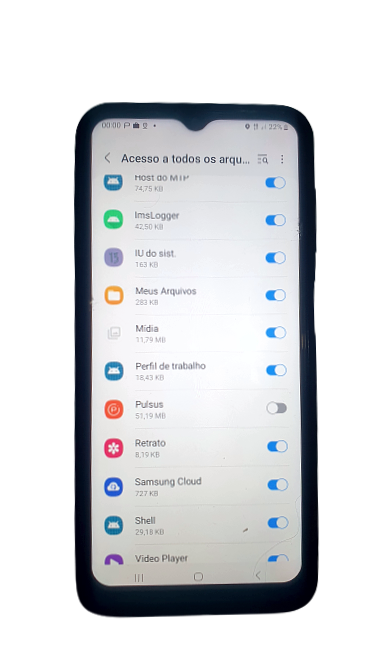 00:00
22%
Acesso a todos os arqu...
Host do MTP
74,75 KB
ImsLogger
42,50 KB
IU do sist.
163 KB
Meus Arquivos
283 KB
Mídia
11,79 MB
Perfil de trabalho
18,43 KB
Pulsus
51,19 MB
Retrato
8,19 KB
Samsung Cloud
727 KB
Shell
29,18 KB
Video Player